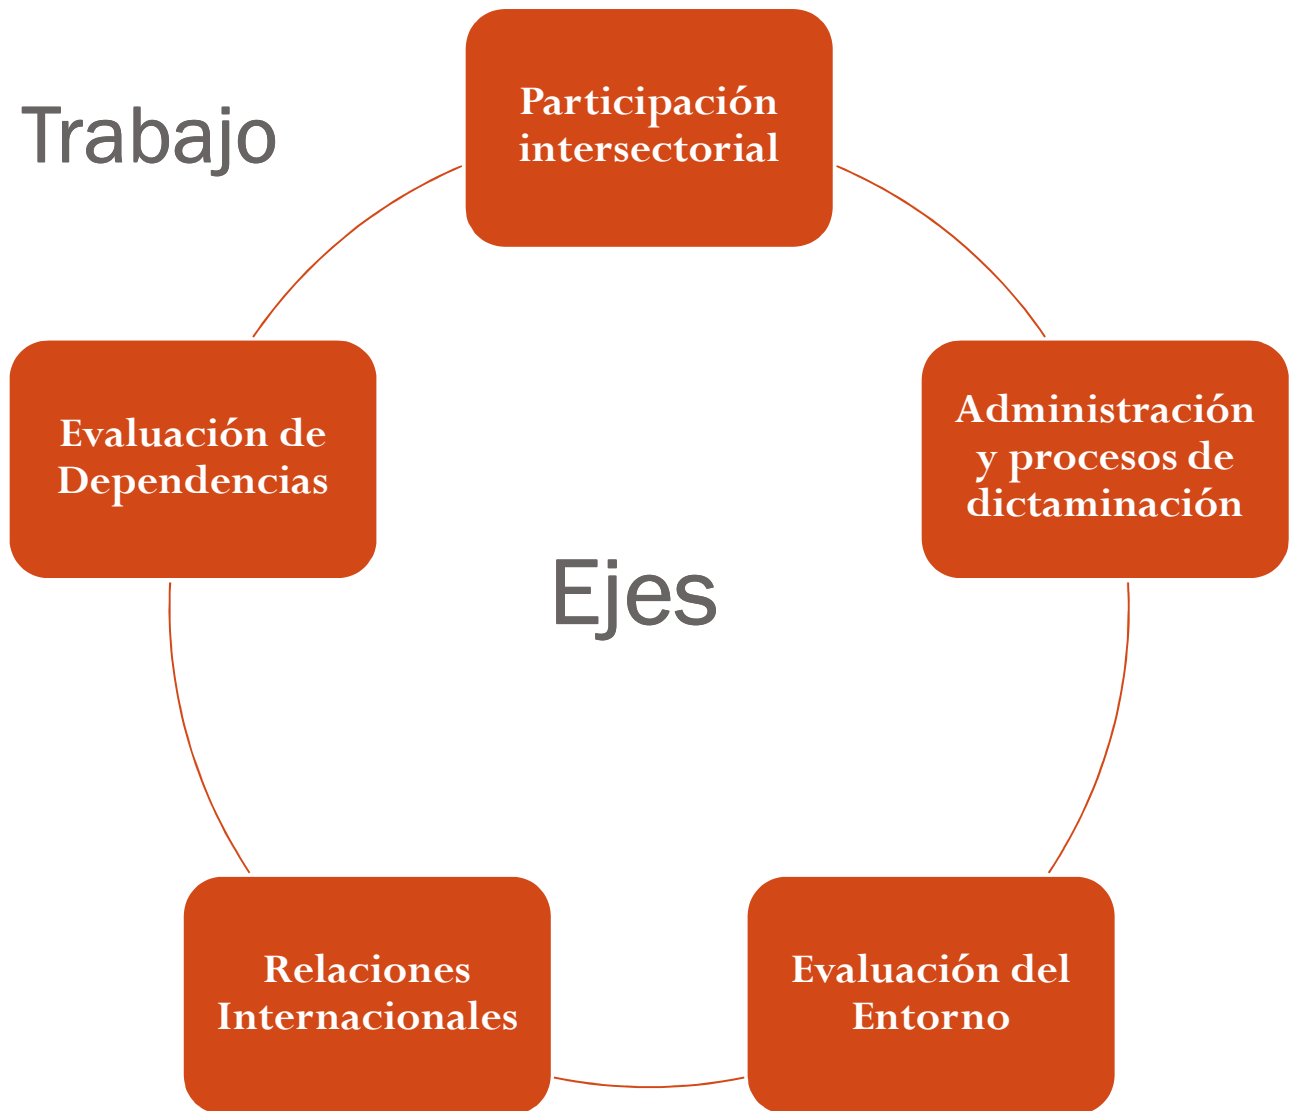 Trabajo
Participación
intersectorial
Administración
y procesos de
dictaminación
Evaluación del
Entorno
Relaciones
Internacionales
Evaluación de
Dependencias
Ejes